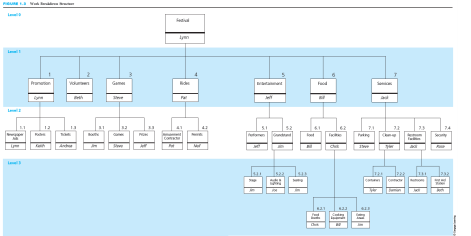 FIGURE 1.2 Work Breakdown Structure
Level 0
Festival
Lynn
Level 1
1 2 3 4 5 6 7
Promotion Volunteers Games Rides Entertainment Food Services
Lynn Beth Steve Pat Jeff Bill Jack
Level 2
1.1 1.2 1.3 3.1 3.2 3.3 4.1 4.2 5.1 5.2 6.1 6.2 7.1 7.2 7.3 7.4
Newspaper Ads Posters Tickets Booths Games Prizes Amusement Contractor Permits Performers Grandstand Food Facilities Parking Clean-up Restroom Facilities Security
Lynn Keith Andrea Jim Steve Jeff Pat Neil Jeff Jim Bill Chris Steve Tyler Jack Rose
Level 3
5.2.1 5.2.2 5.2.3 7.2.1 7.2.2 7.3.1 7.3.2
Stage Audio & Lighting Seating Containers Contractor Restrooms First Aid Station
Jim Joe Jim Tyler Damian Jack Beth
6.2.1 6.2.2 6.2.3
Food Booths Cooking Equipment Eating Areas
Chris Bill Jim